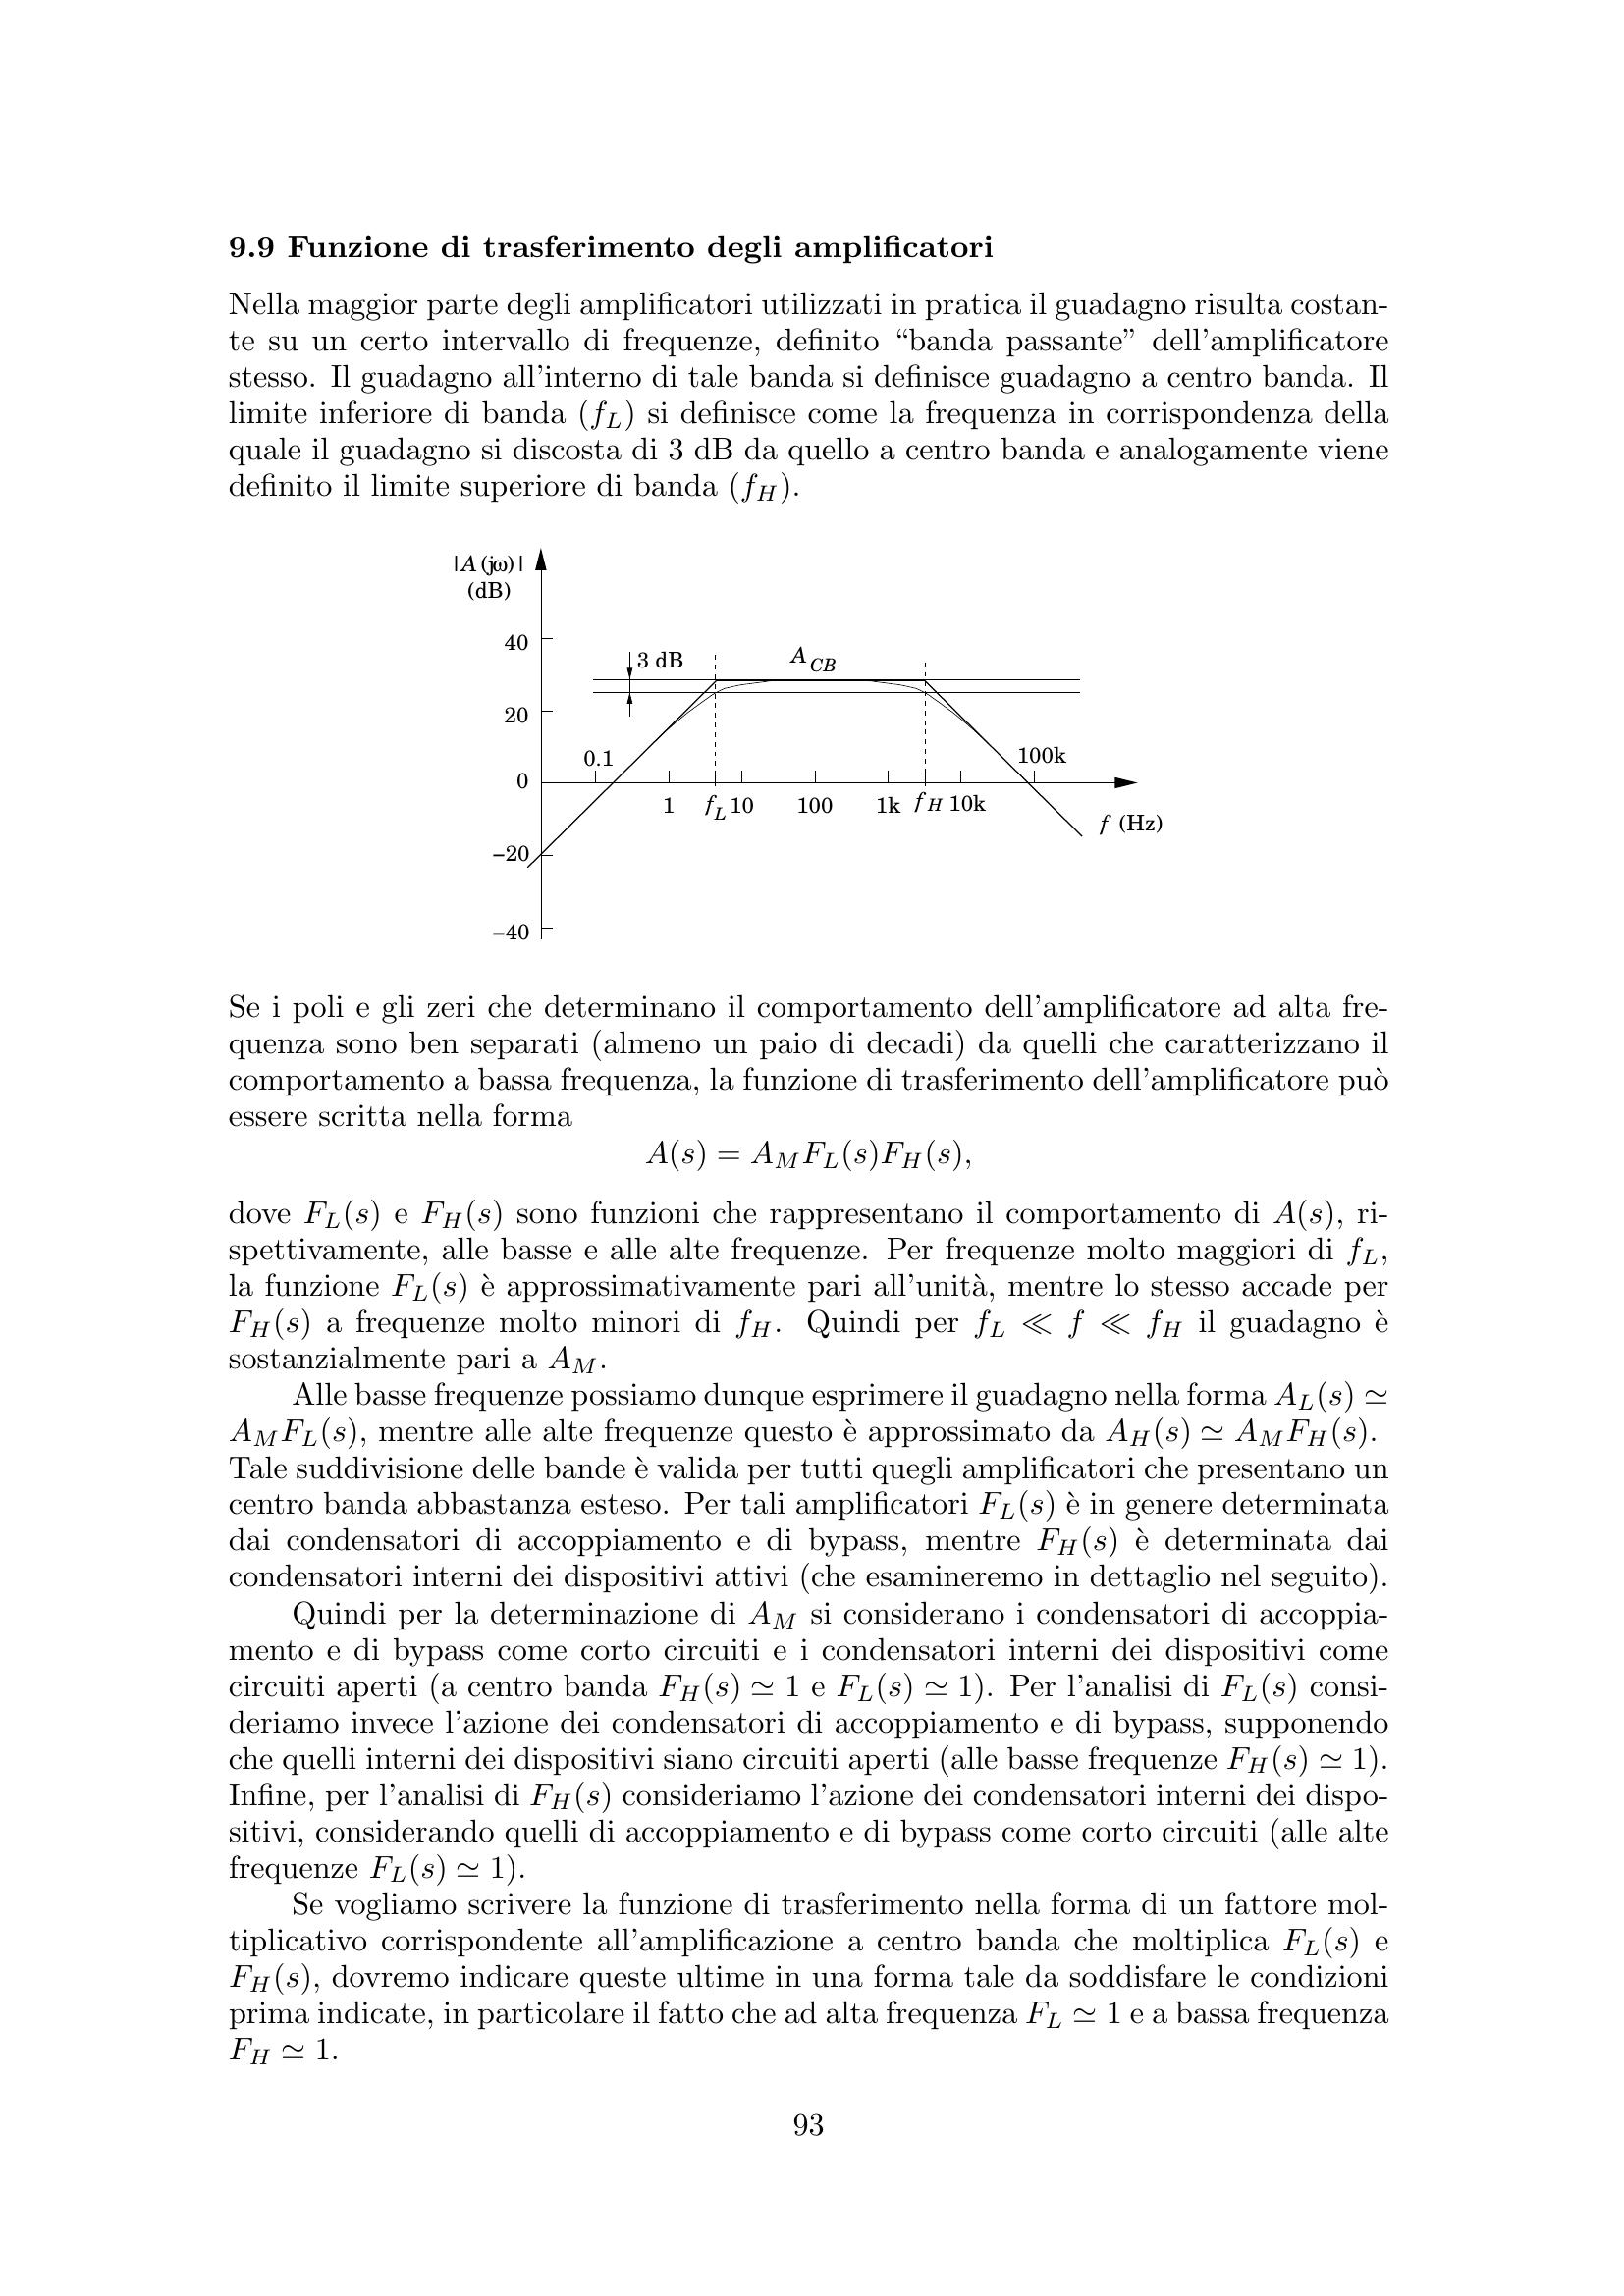 9.9 Funzione di trasferimento degli amplificatori
Nella maggior parte degli amplificatori utilizzati in pratica il guadagno risulta costan-
te su un certo intervallo di frequenze, definito “banda passante” dell’amplificatore
stesso. Il guadagno all’interno di tale banda si definisce guadagno a centro banda. Il
limite inferiore di banda (f_L) si definisce come la frequenza in corrispondenza della
quale il guadagno si discosta di 3 dB da quello a centro banda e analogamente viene
definito il limite superiore di banda (f_H).
|A(jω)|
(dB)
40
3 dB
A_CB
20
0.1
100k
0
1
f_L
10
100
1k
f_H
10k
f (Hz)
−20
−40
Se i poli e gli zeri che determinano il comportamento dell’amplificatore ad alta fre-
quenza sono ben separati (almeno un paio di decadi) da quelli che caratterizzano il
comportamento a bassa frequenza, la funzione di trasferimento dell’amplificatore può
essere scritta nella forma
A(s) = A_M F_L(s)F_H(s),
dove F_L(s) e F_H(s) sono funzioni che rappresentano il comportamento di A(s), ri-
spettivamente, alle basse e alle alte frequenze. Per frequenze molto maggiori di f_L,
la funzione F_L(s) è approssimativamente pari all’unità, mentre lo stesso accade per
F_H(s) a frequenze molto minori di f_H. Quindi per f_L ≪ f ≪ f_H il guadagno è
sostanzialmente pari a A_M.
Alle basse frequenze possiamo dunque esprimere il guadagno nella forma A_L(s) ≃
A_M F_L(s), mentre alle alte frequenze questo è approssimato da A_H(s) ≃ A_M F_H(s).
Tale suddivisione delle bande è valida per tutti quegli amplificatori che presentano un
centro banda abbastanza esteso. Per tali amplificatori F_L(s) è in genere determinata
dai condensatori di accoppiamento e di bypass, mentre F_H(s) è determinata dai
condensatori interni dei dispositivi attivi (che esamineremo in dettaglio nel seguito).
Quindi per la determinazione di A_M si considerano i condensatori di accoppia-
mento e di bypass come corto circuiti e i condensatori interni dei dispositivi come
circuiti aperti (a centro banda F_H(s) ≃ 1 e F_L(s) ≃ 1). Per l’analisi di F_L(s) consi-
deriamo invece l’azione dei condensatori di accoppiamento e di bypass, supponendo
che quelli interni dei dispositivi siano circuiti aperti (alle basse frequenze F_H(s) ≃ 1).
Infine, per l’analisi di F_H(s) consideriamo l’azione dei condensatori interni dei dispo-
sitivi, considerando quelli di accoppiamento e di bypass come corto circuiti (alle alte
frequenze F_L(s) ≃ 1).
Se vogliamo scrivere la funzione di trasferimento nella forma di un fattore mol-
tiplicativo corrispondente all’amplificazione a centro banda che moltiplica F_L(s) e
F_H(s), dovremo indicare queste ultime in una forma tale da soddisfare le condizioni
prima indicate, in particolare il fatto che ad alta frequenza F_L ≃ 1 e a bassa frequenza
F_H ≃ 1.
93